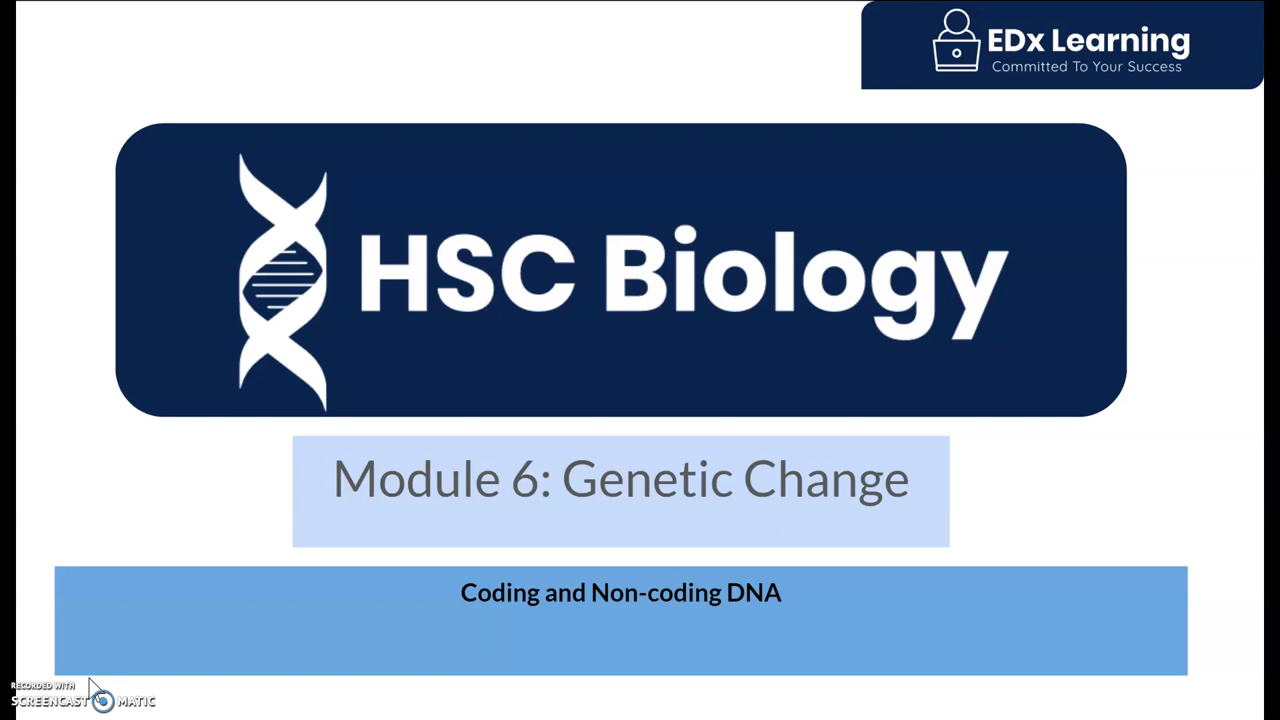 EDx Learning
Committed To Your Success
HSC Biology
Module 6: Genetic Change
Coding and Non-coding DNA
RECORDED WITH
SCREENCAST MATIC